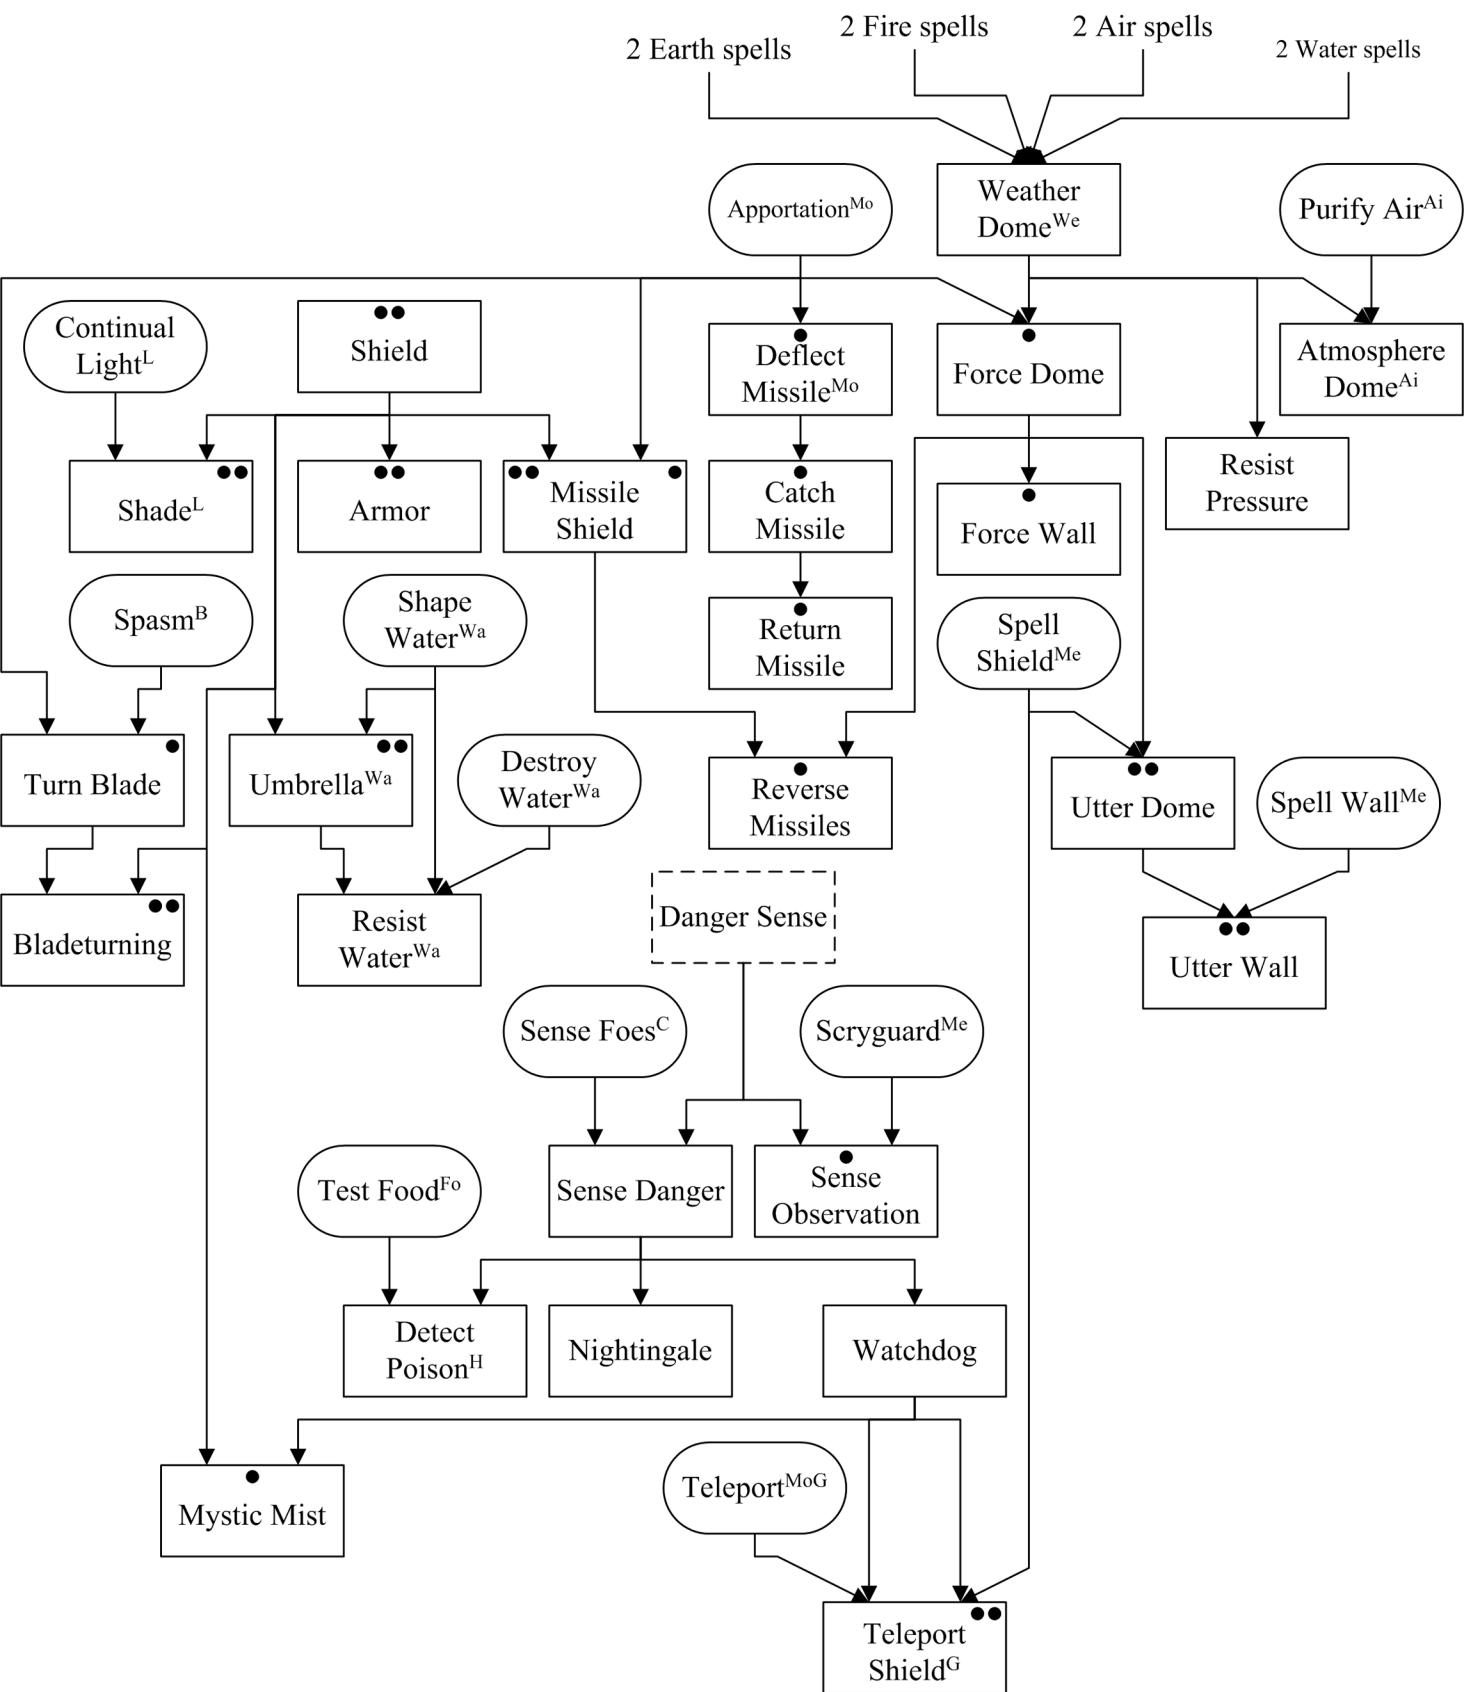 2 Earth spells
2 Fire spells
2 Air spells
2 Water spells
Apportation^Mo
Weather
Dome^We
Purify Air^Ai
Continual
Light^L
Shield
Deflect
Missile^Mo
Force Dome
Atmosphere
Dome^Ai
Shade^L
Armor
Missile
Shield
Catch
Missile
Force Wall
Resist
Pressure
Spasm^B
Shape
Water^Wa
Return
Missile
Spell
Shield^Me
Turn Blade
Umbrella^Wa
Destroy
Water^Wa
Reverse
Missiles
Utter Dome
Spell Wall^Me
Bladeturning
Resist
Water^Wa
Danger Sense
Utter Wall
Sense Foes^C
Scryguard^Me
Test Food^Fo
Sense Danger
Sense
Observation
Detect
Poison^H
Nightingale
Watchdog
Mystic Mist
Teleport^MoG
Teleport
Shield^G